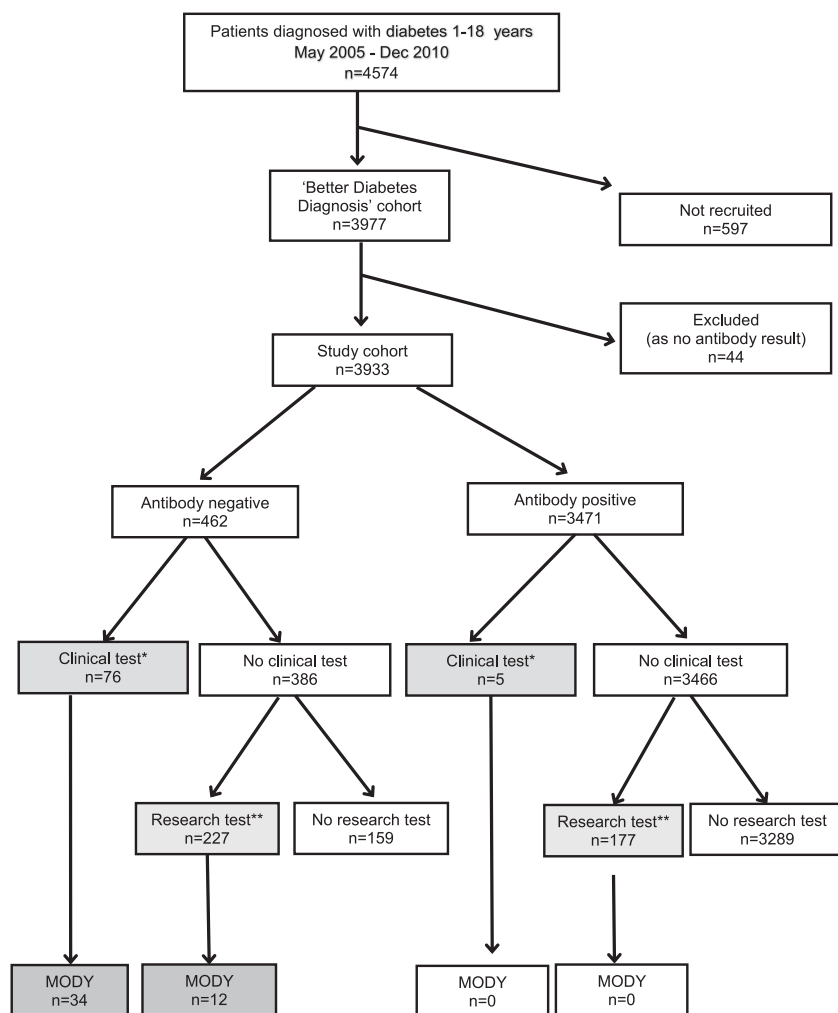 Patients diagnosed with diabetes 1-18 years
May 2005 - Dec 2010
n=4574
'Better Diabetes
Diagnosis' cohort
n=3977
Not recruited
n=597
Excluded
(as no antibody result)
n=44
Study cohort
n=3933
Antibody negative
n=462
Antibody positive
n=3471
Clinical test*
n=76
No clinical test
n=386
Clinical test*
n=5
No clinical test
n=3466
Research test**
n=227
No research test
n=159
Research test**
n=177
No research test
n=3289
MODY
n=34
MODY
n=12
MODY
n=0
MODY
n=0